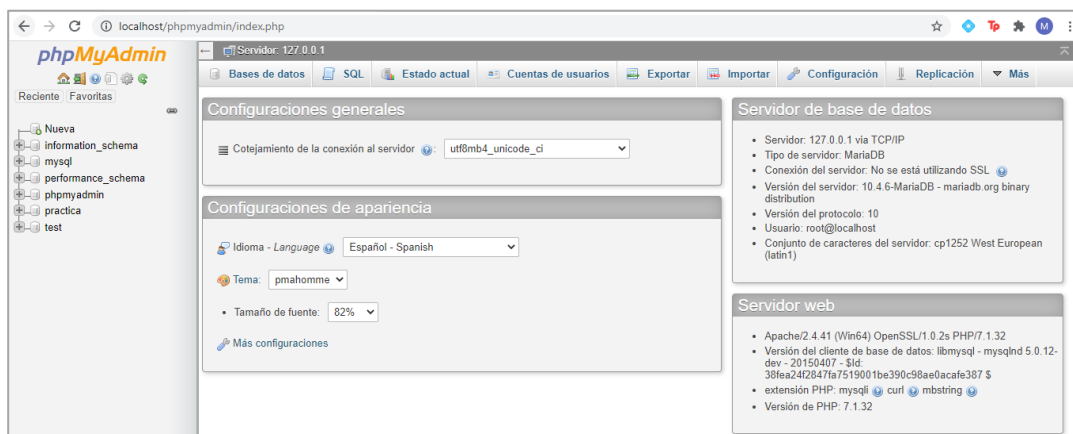 localhost/phpmyadmin/index.php
Tp
M
phpMyAdmin
Reciente Favoritas
Nueva
information_schema
mysql
performance_schema
phpmyadmin
practica
test
Servidor: 127.0.0.1
Bases de datos SQL Estado actual Cuentas de usuarios Exportar Importar Configuración Replicación Más
Configuraciones generales
Cotejamiento de la conexión al servidor : utf8mb4_unicode_ci
Configuraciones de apariencia
Idioma - Language Español - Spanish
Tema: pmahomme
Tamaño de fuente: 82%
Más configuraciones
Servidor de base de datos
Servidor: 127.0.0.1 via TCP/IP
Tipo de servidor: MariaDB
Conexión del servidor: No se está utilizando SSL
Versión del servidor: 10.4.6-MariaDB - mariadb.org binary
distribution
Versión del protocolo: 10
Usuario: root@localhost
Conjunto de caracteres del servidor: cp1252 West European
(latin1)
Servidor web
Apache/2.4.41 (Win64) OpenSSL/1.0.2s PHP/7.1.32
Versión del cliente de base de datos: libmysql - mysqlnd 5.0.12-
dev - 20150407 - $Id:
38fea24f2847fa7519001be390c98ae0acafe387 $
extensión PHP: mysqli curl mbstring
Versión de PHP: 7.1.32